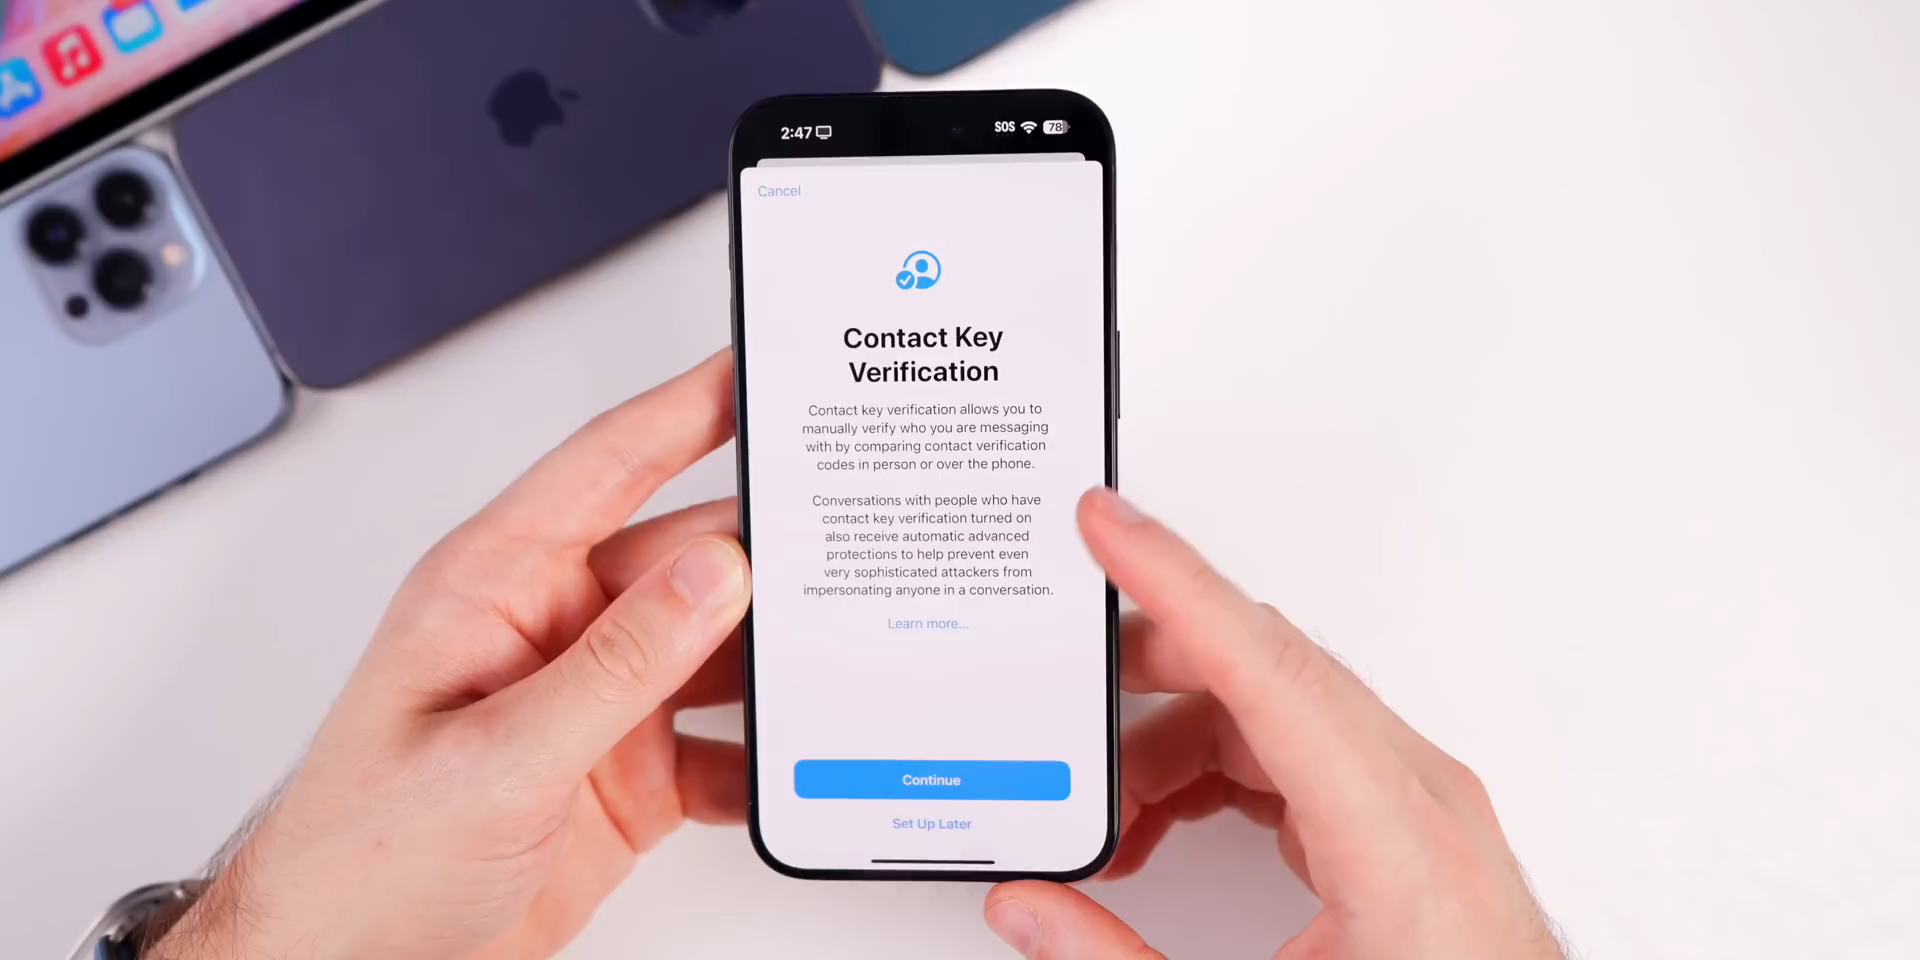 2:47
SOS 78
Cancel
Contact Key
Verification
Contact key verification allows you to
manually verify who you are messaging
with by comparing contact verification
codes in person or over the phone.
Conversations with people who have
contact key verification turned on
also receive automatic advanced
protections to help prevent even
very sophisticated attackers from
impersonating anyone in a conversation.
Learn more...
Continue
Set Up Later